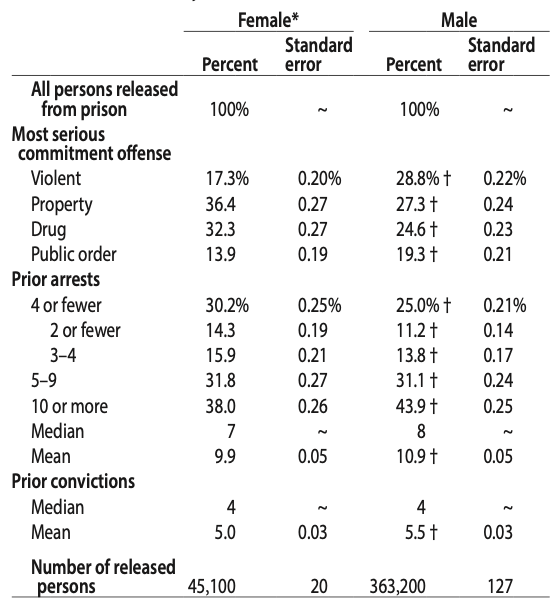 Female* Male
Standard Standard
Percent error Percent error
All persons released
from prison 100% ~ 100% ~
Most serious
commitment offense
Violent 17.3% 0.20% 28.8% † 0.22%
Property 36.4 0.27 27.3 † 0.24
Drug 32.3 0.27 24.6 † 0.23
Public order 13.9 0.19 19.3 † 0.21
Prior arrests
4 or fewer 30.2% 0.25% 25.0% † 0.21%
2 or fewer 14.3 0.19 11.2 † 0.14
3–4 15.9 0.21 13.8 † 0.17
5–9 31.8 0.27 31.1 † 0.24
10 or more 38.0 0.26 43.9 † 0.25
Median 7 ~ 8 ~
Mean 9.9 0.05 10.9 † 0.05
Prior convictions
Median 4 ~ 4 ~
Mean 5.0 0.03 5.5 † 0.03
Number of released
persons 45,100 20 363,200 127